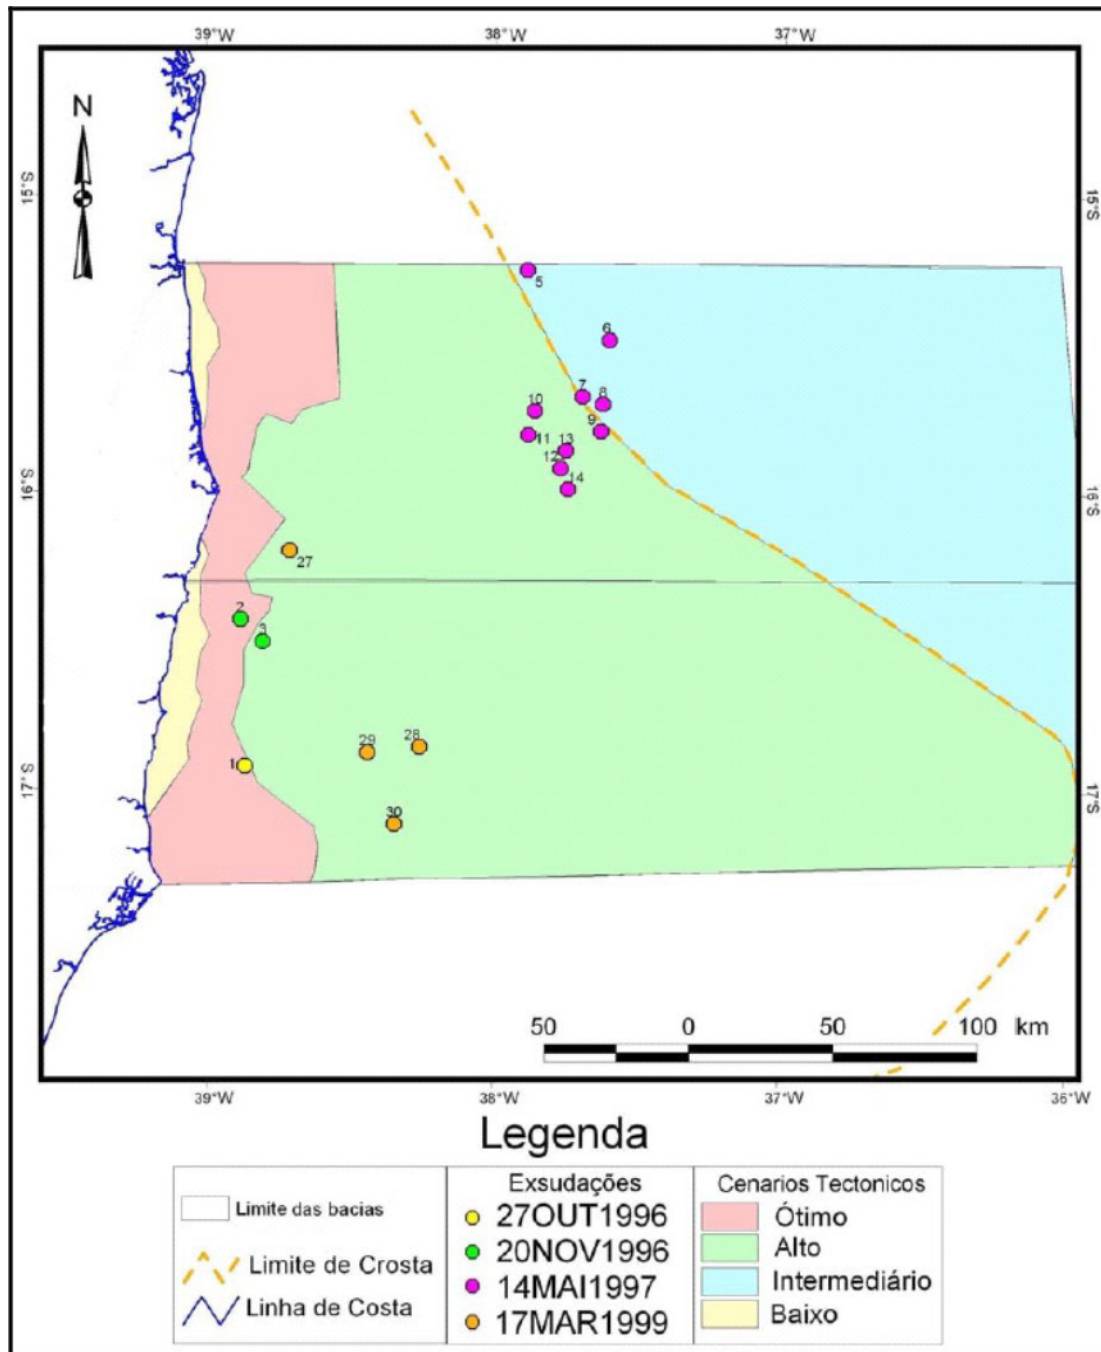 39°W 38°W 37°W
N
15°S 15°S
5
6
7 8
10
9
11 13
12
14
16°S 16°S
27
2
3
28
29
1
17°S 17°S
30
50 0 50 100 km
39°W 38°W 37°W 36°W
Legenda
Limite das bacias
Limite de Crosta
Linha de Costa
Exsudações
27OUT1996
20NOV1996
14MAI1997
17MAR1999
Cenarios Tectonicos
Ótimo
Alto
Intermediário
Baixo